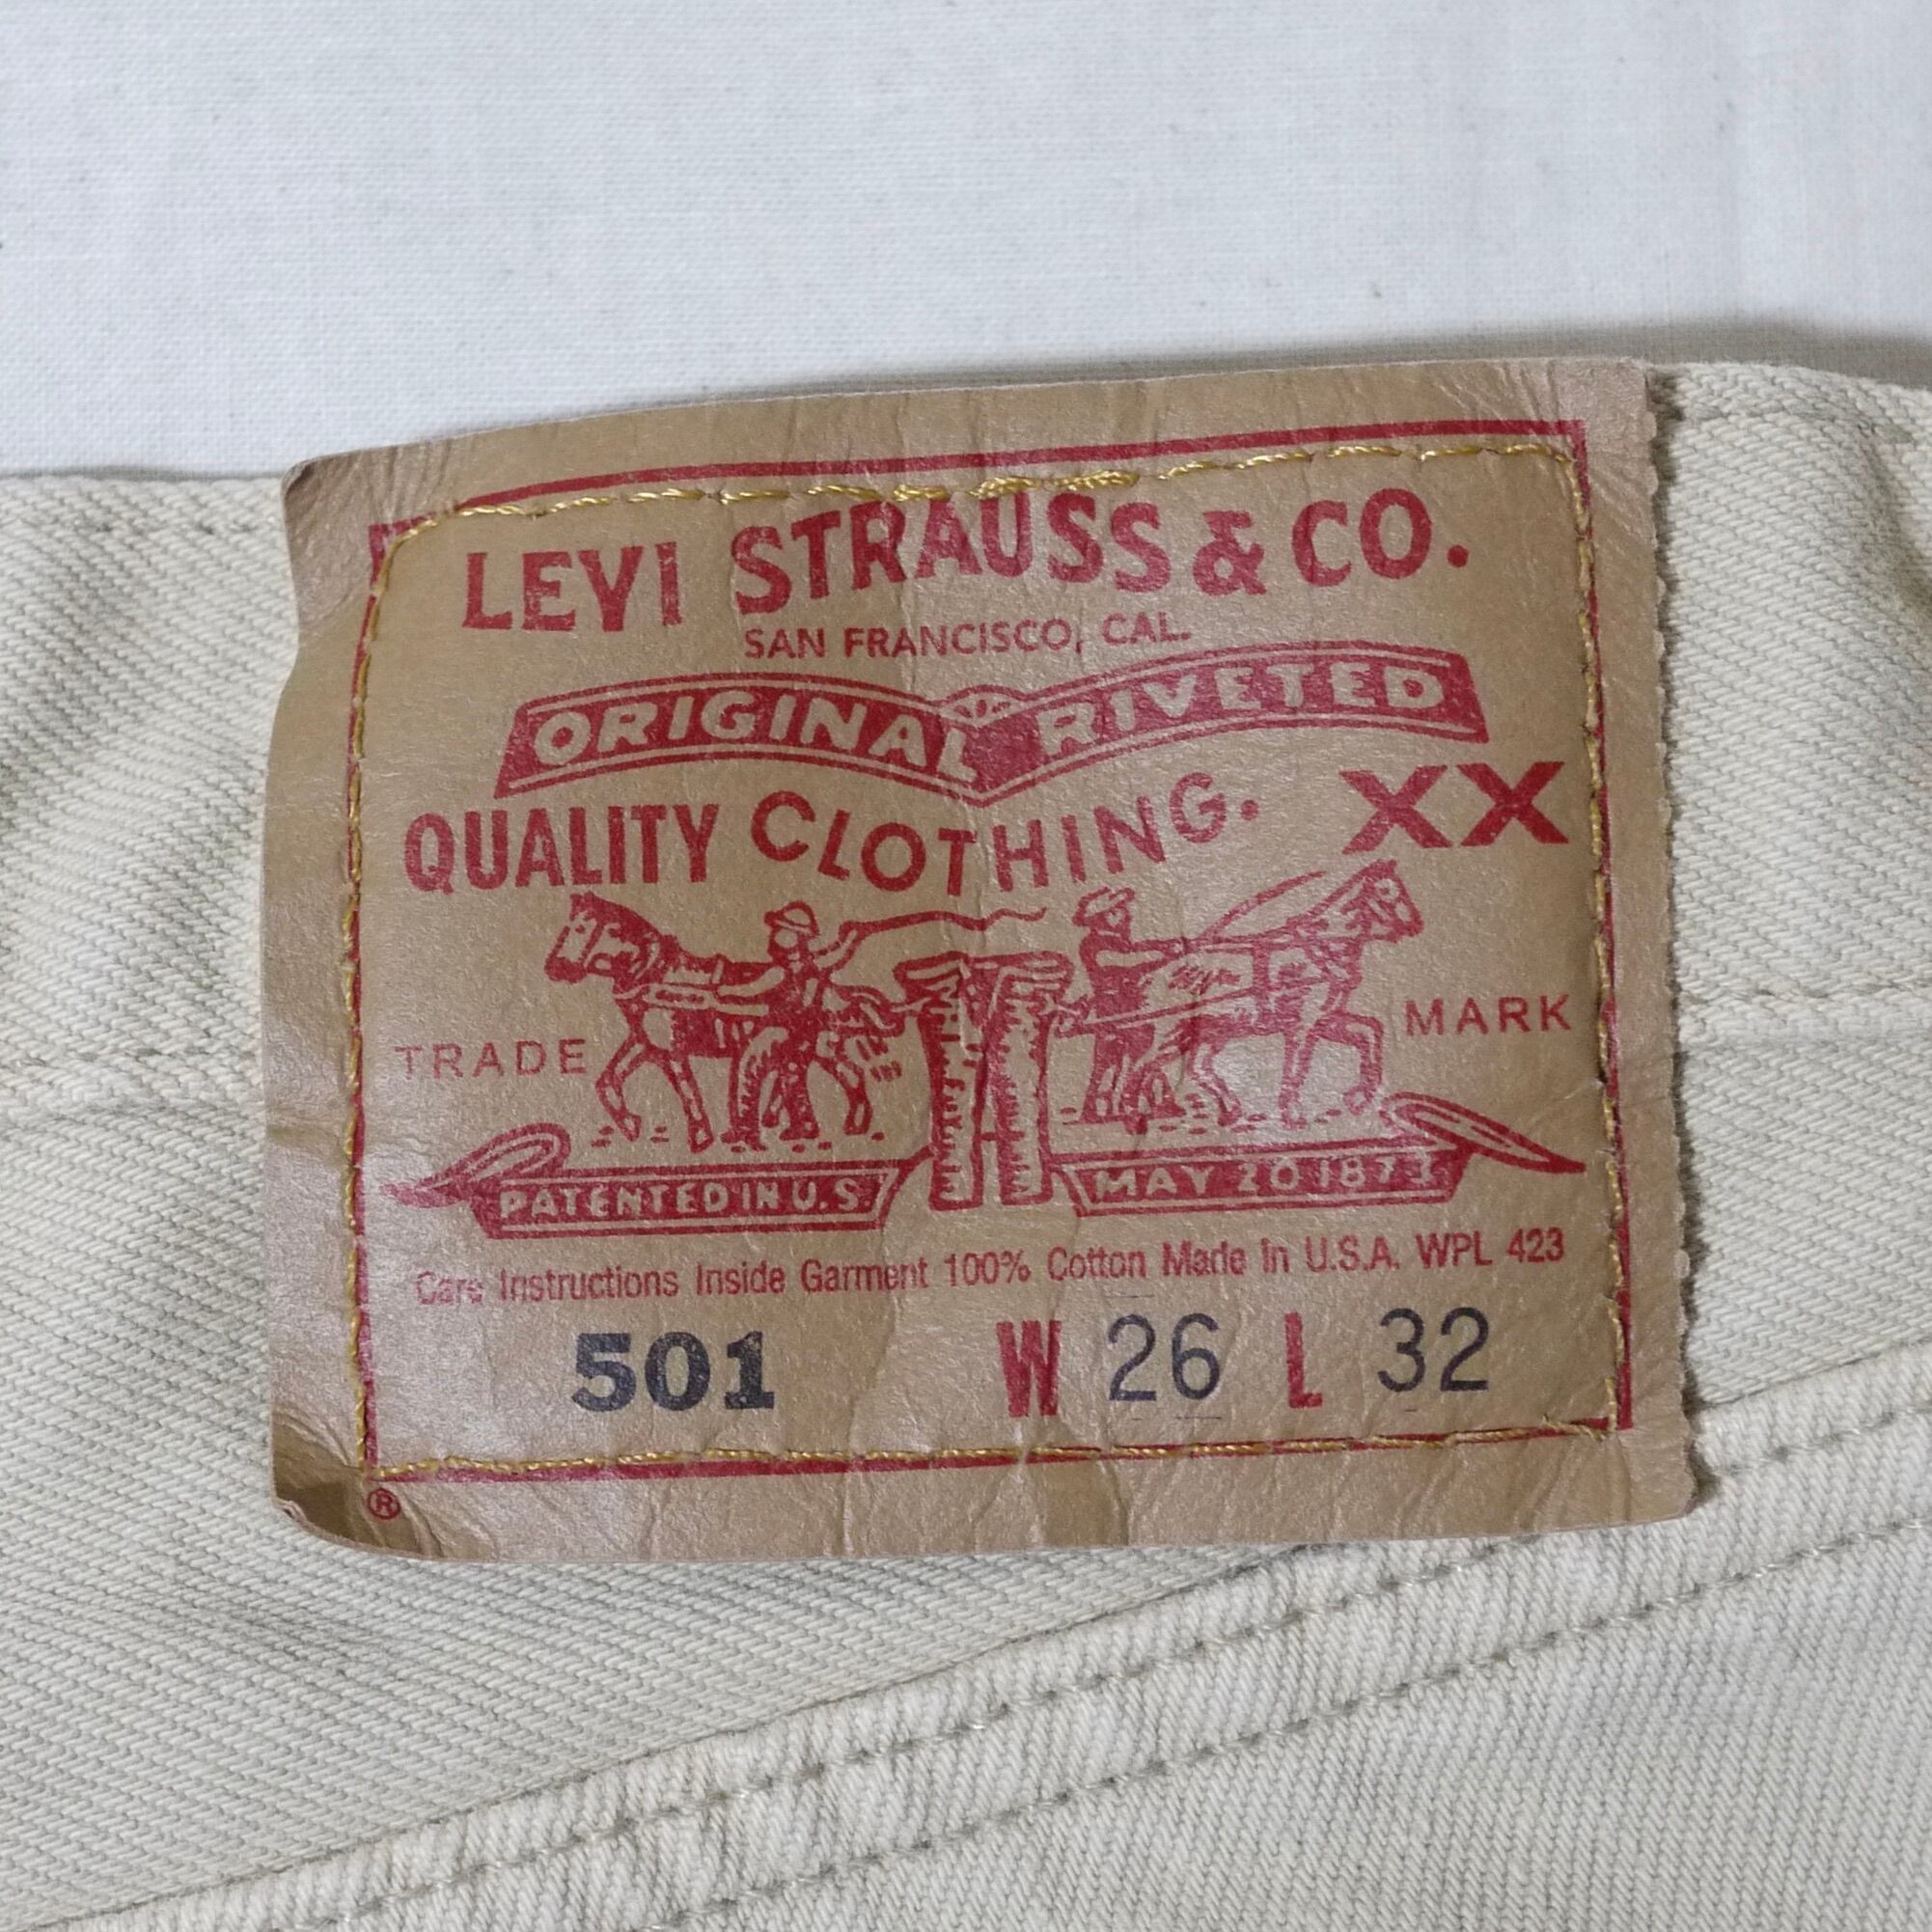 LEVI STRAUSS & CO.
SAN FRANCISCO, CAL.
ORIGINAL RIVETED
QUALITY CLOTHING. XX
TRADE MARK
PATENTED IN U.S. MAY 20 1873
Care Instructions Inside Garment 100% Cotton Made in U.S.A. WPL 423
501 W 26 L 32
®